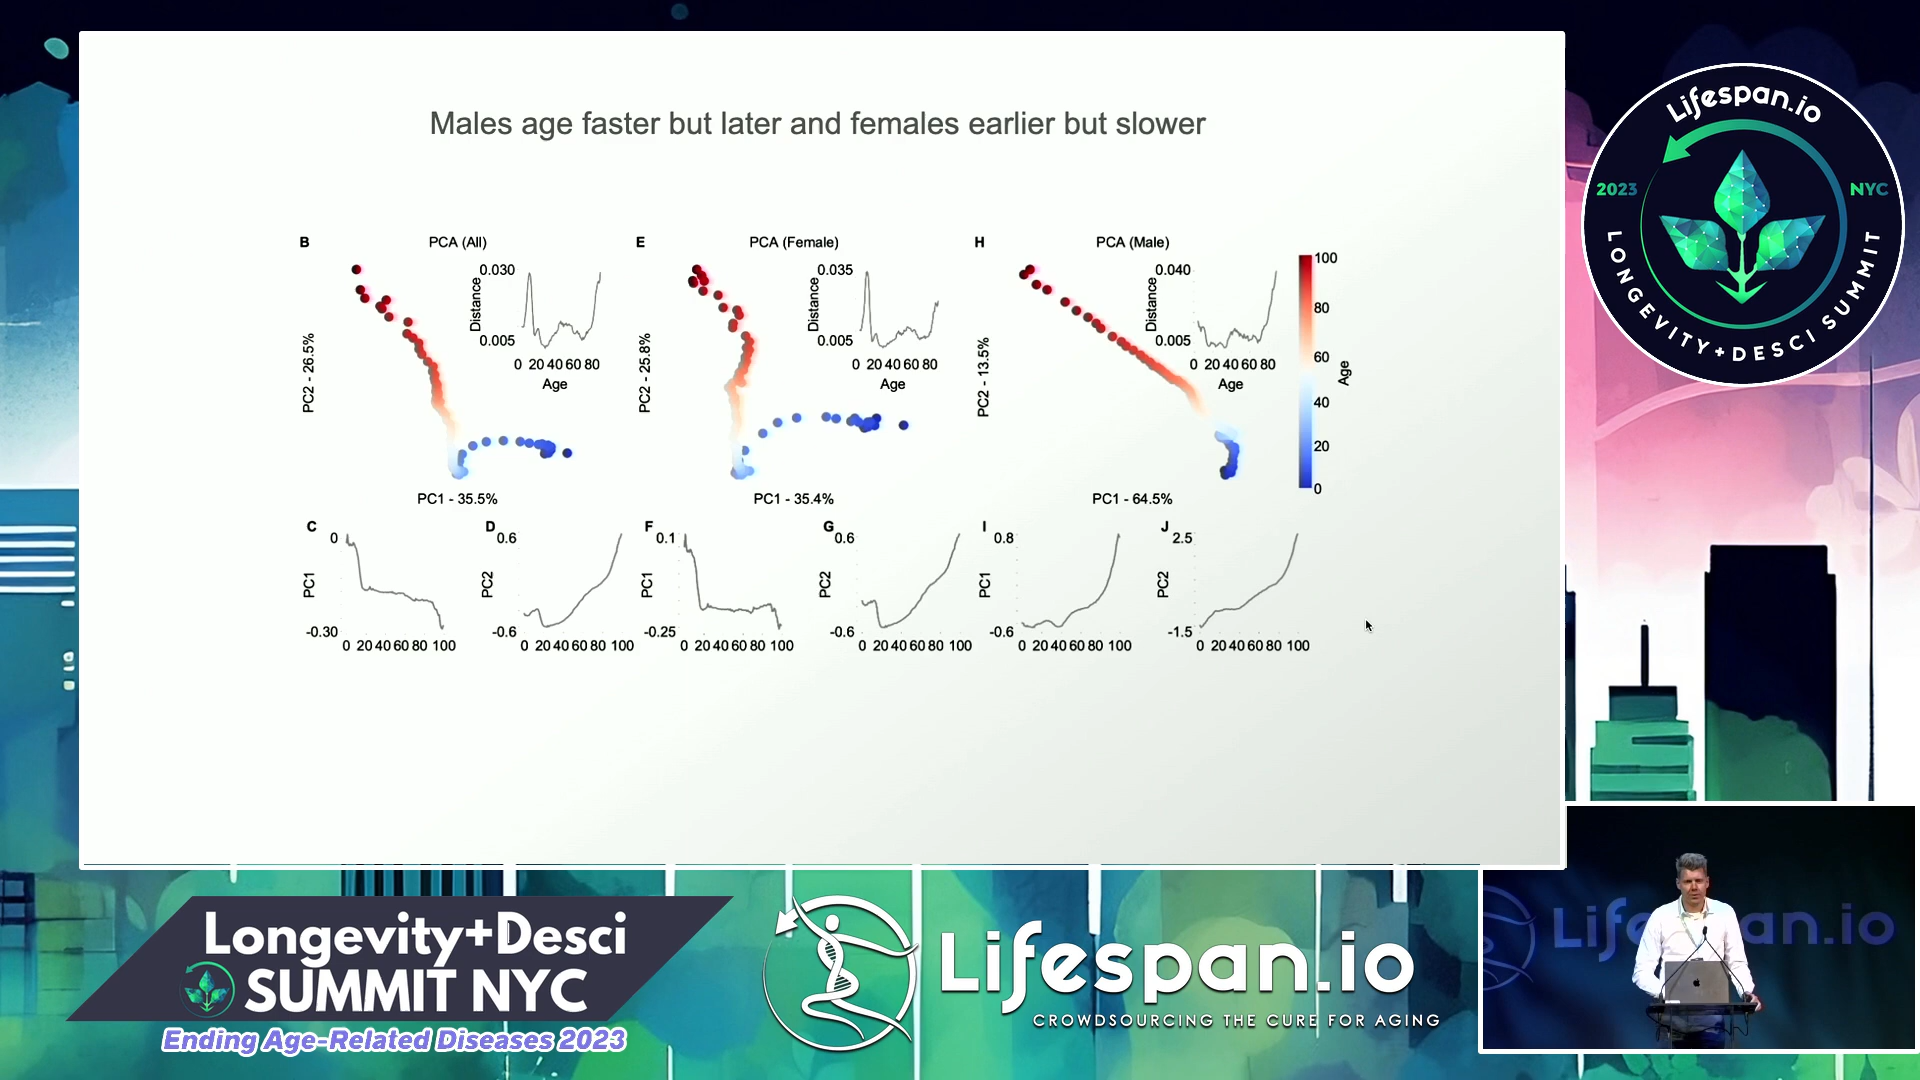 Males age faster but later and females earlier but slower
B
PCA (All)
0.030
Distance
0.005
0 20 40 60 80
Age
PC2 - 26.5%
PC1 - 35.5%
E
PCA (Female)
0.035
Distance
0.005
0 20 40 60 80
Age
PC2 - 25.8%
PC1 - 35.4%
H
PCA (Male)
0.040
Distance
0.005
0 20 40 60 80
Age
PC2 - 13.5%
PC1 - 64.5%
100
80
60
40
20
0
Age
C
0
PC1
-0.30
0 20 40 60 80 100
D
0.6
PC2
-0.6
0 20 40 60 80 100
F
0.1
PC1
-0.25
0 20 40 60 80 100
G
0.6
PC2
-0.6
0 20 40 60 80 100
I
0.8
PC1
-0.6
0 20 40 60 80 100
J
2.5
PC2
-1.5
0 20 40 60 80 100
Lifespan.io
2023
NYC
LONGEVITY+DESCI SUMMIT
Longevity+Desci
SUMMIT NYC
Ending Age-Related Diseases 2023
Lifespan.io
CROWDSOURCING THE CURE FOR AGING